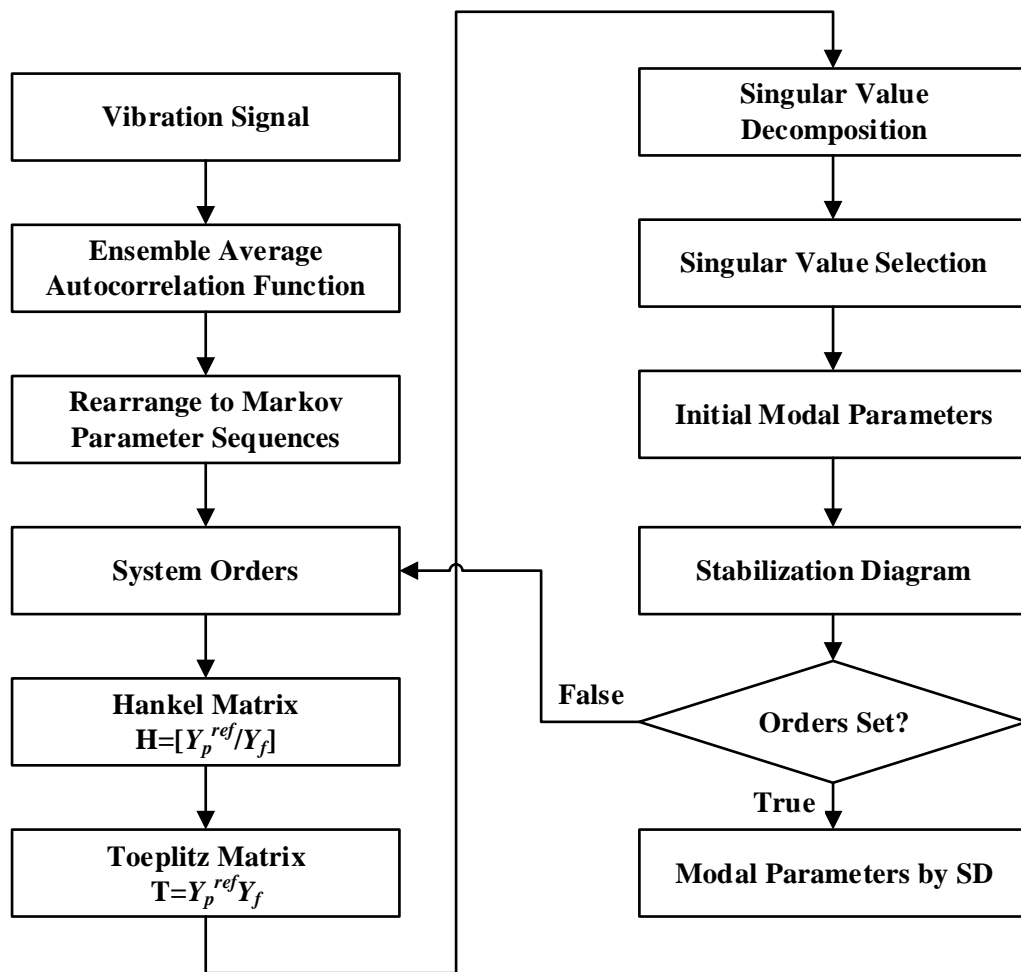 Vibration Signal
Ensemble Average
Autocorrelation Function
Rearrange to Markov
Parameter Sequences
System Orders
Hankel Matrix
H=[Y_p^ref/Y_f]
Toeplitz Matrix
T=Y_p^refY_f
Singular Value
Decomposition
Singular Value Selection
Initial Modal Parameters
Stabilization Diagram
Orders Set?
False
True
Modal Parameters by SD